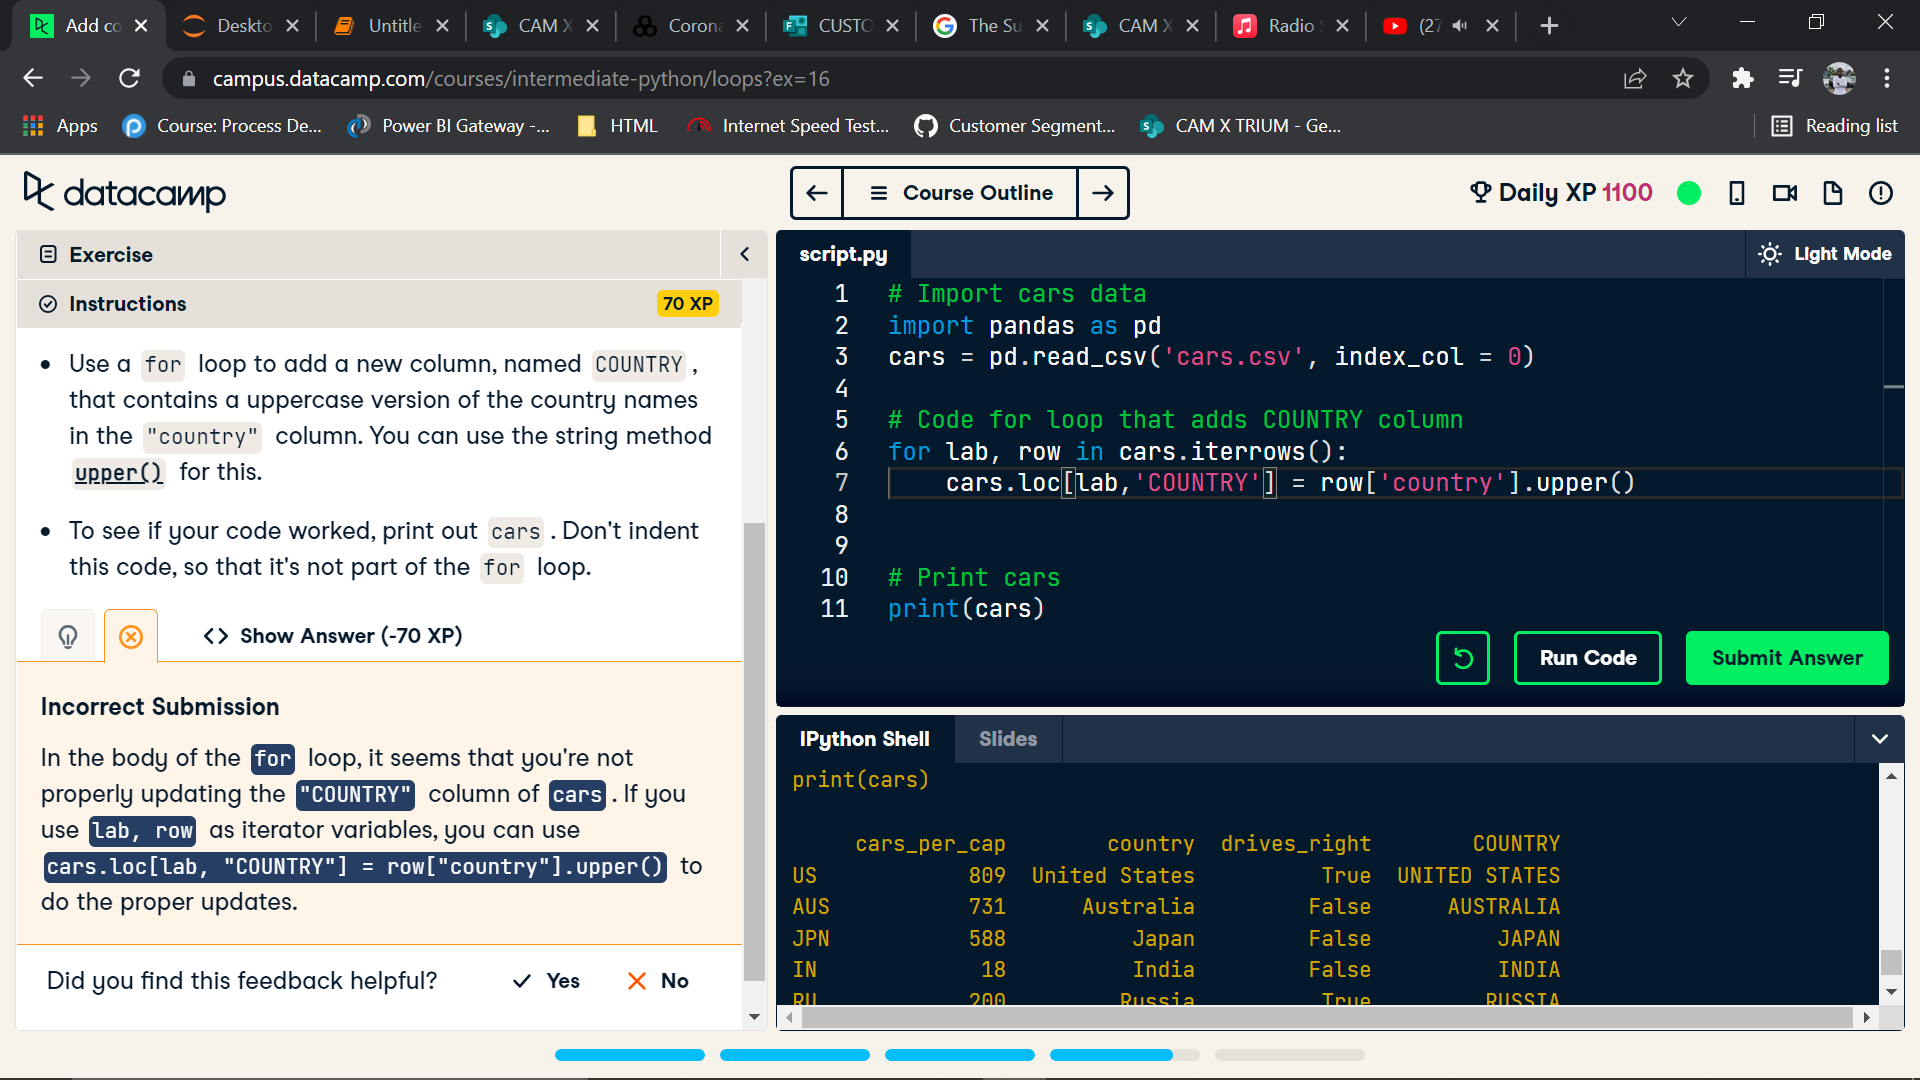 Add co
Deskto
Untitle
CAM X
Corona
CUSTO
The Su
CAM X
Radio
(27
campus.datacamp.com/courses/intermediate-python/loops?ex=16
Apps
Course: Process De...
Power BI Gateway -...
HTML
Internet Speed Test...
Customer Segment...
CAM X TRIUM - Ge...
Reading list
datacamp
Course Outline
Daily XP 1100
Exercise
Instructions
70 XP
Use a for loop to add a new column, named COUNTRY ,
that contains a uppercase version of the country names
in the "country" column. You can use the string method
upper() for this.
To see if your code worked, print out cars . Don't indent
this code, so that it's not part of the for loop.
<> Show Answer (-70 XP)
Incorrect Submission
In the body of the for loop, it seems that you're not
properly updating the "COUNTRY" column of cars . If you
use lab, row as iterator variables, you can use
cars.loc[lab, "COUNTRY"] = row["country"].upper() to
do the proper updates.
Did you find this feedback helpful?
Yes
No
script.py
Light Mode
1 # Import cars data
2 import pandas as pd
3 cars = pd.read_csv('cars.csv', index_col = 0)
4
5 # Code for loop that adds COUNTRY column
6 for lab, row in cars.iterrows():
7 cars.loc[lab,'COUNTRY'] = row['country'].upper()
8
9
10 # Print cars
11 print(cars)
Run Code
Submit Answer
IPython Shell
Slides
print(cars)
cars_per_cap country drives_right COUNTRY
US 809 United States True UNITED STATES
AUS 731 Australia False AUSTRALIA
JPN 588 Japan False JAPAN
IN 18 India False INDIA
RU 200 Russia True RUSSIA